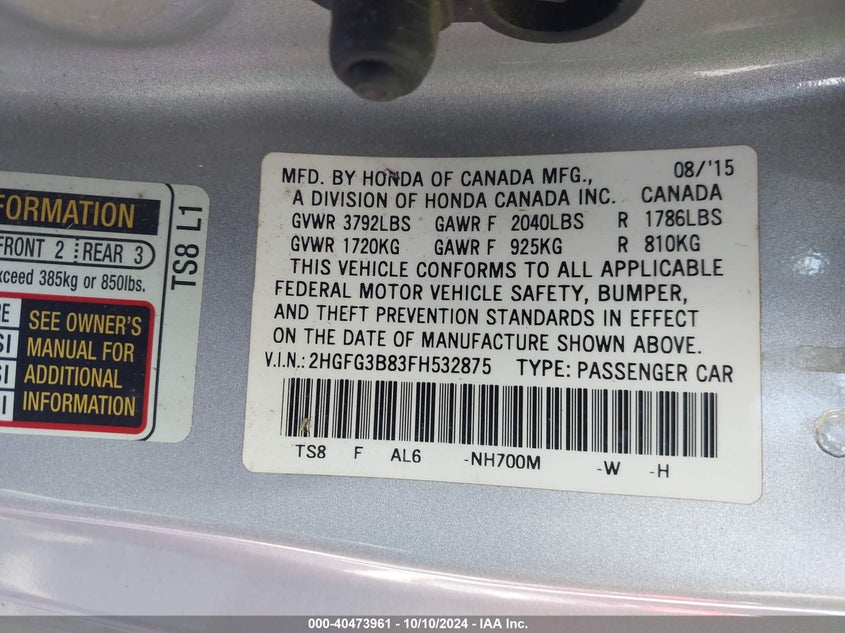 FORMATION
FRONT 2 REAR 3
xceed 385kg or 850lbs.
RE
SI
SI
I
SEE OWNER'S
MANUAL FOR
ADDITIONAL
INFORMATION
TS8 L1
MFD. BY HONDA OF CANADA MFG., 08/'15
A DIVISION OF HONDA CANADA INC. CANADA
GVWR 3792LBS GAWR F 2040LBS R 1786LBS
GVWR 1720KG GAWR F 925KG R 810KG
THIS VEHICLE CONFORMS TO ALL APPLICABLE
FEDERAL MOTOR VEHICLE SAFETY, BUMPER,
AND THEFT PREVENTION STANDARDS IN EFFECT
ON THE DATE OF MANUFACTURE SHOWN ABOVE.
V.I.N.: 2HGFG3B83FH532875 TYPE: PASSENGER CAR
TS8 F AL6 -NH700M -W -H
000-40473961 - 10/10/2024 - IAA Inc.